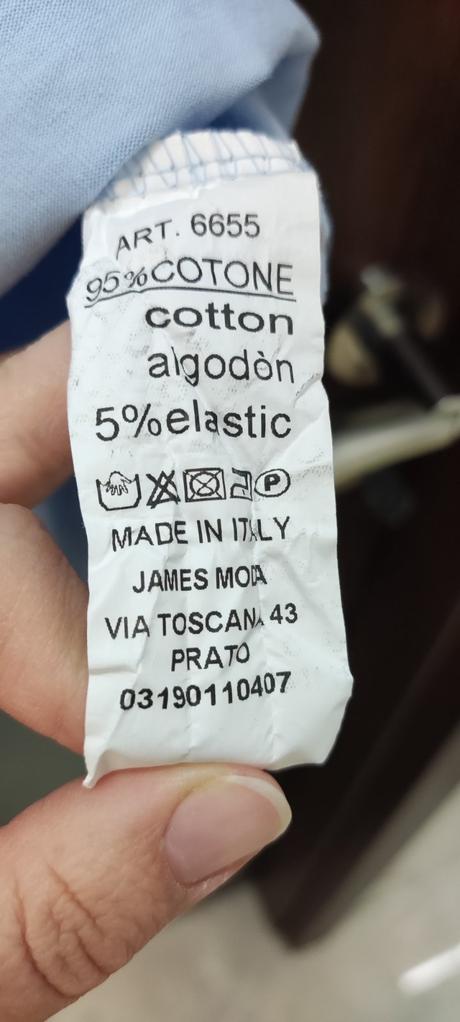 ART. 6655
95%COTONE
cotton
algodòn
5%elastic
P
MADE IN ITALY
JAMES MODA
VIA TOSCANA 43
PRATO
03190110407